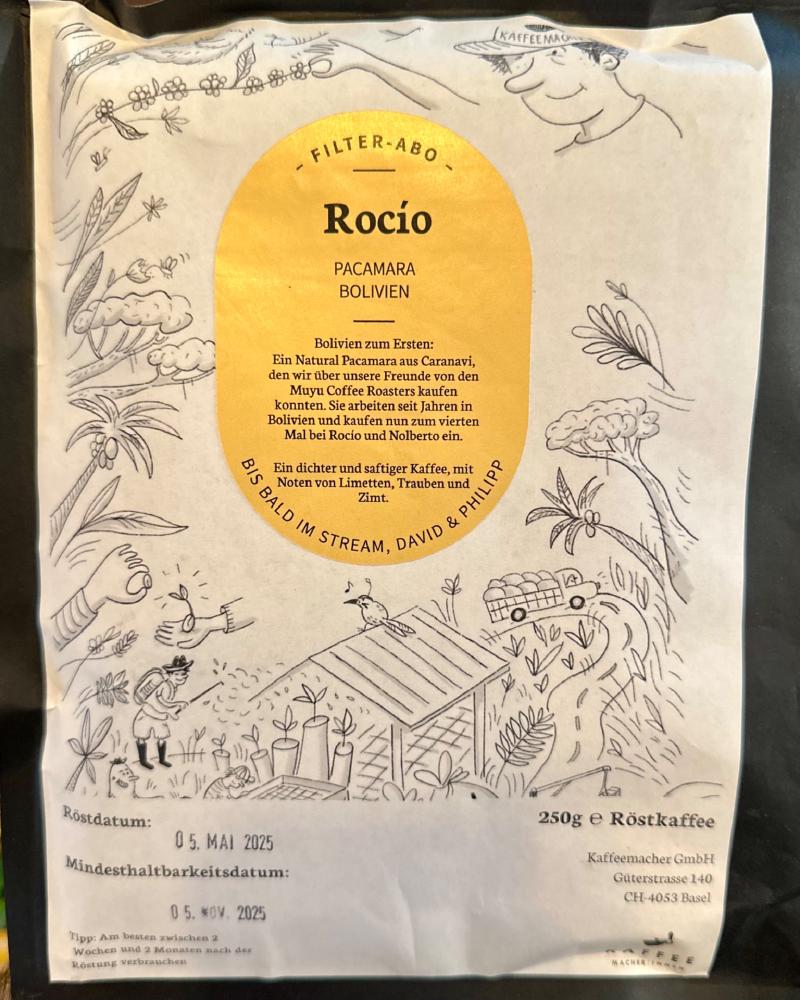 KAFFEEMAC
- FILTER-ABO -
Rocío
PACAMARA
BOLIVIEN
Bolivien zum Ersten:
Ein Natural Pacamara aus Caranavi,
den wir über unsere Freunde von den
Muyu Coffee Roasters kaufen
konnten. Sie arbeiten seit Jahren in
Bolivien und kaufen nun zum vierten
Mal bei Rocío und Nolberto ein.
Ein dichter und saftiger Kaffee, mit
Noten von Limetten, Trauben und
Zimt.
BIS BALD IM STREAM, DAVID & PHILIPP
Röstdatum:
05. MAI 2025
Mindesthaltbarkeitsdatum:
05. NOV. 2025
Tipp: Am besten zwischen 2
Wochen und 2 Monaten nach der
Röstung verbrauchen
250g ℮ Röstkaffee
Kaffeemacher GmbH
Güterstrasse 140
CH-4053 Basel
KAFFEE
MACHER:INNEN